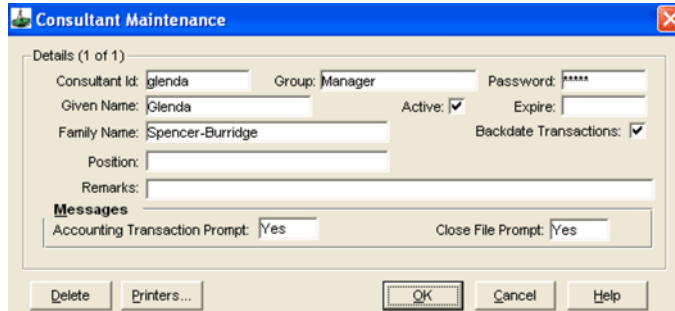 Consultant Maintenance
Details (1 of 1)
Consultant Id: glenda Group: Manager Password: *****
Given Name: Glenda Active: Expire:
Family Name: Spencer-Burridge Backdate Transactions:
Position:
Remarks:
Messages
Accounting Transaction Prompt: Yes Close File Prompt: Yes
Delete Printers... OK Cancel Help